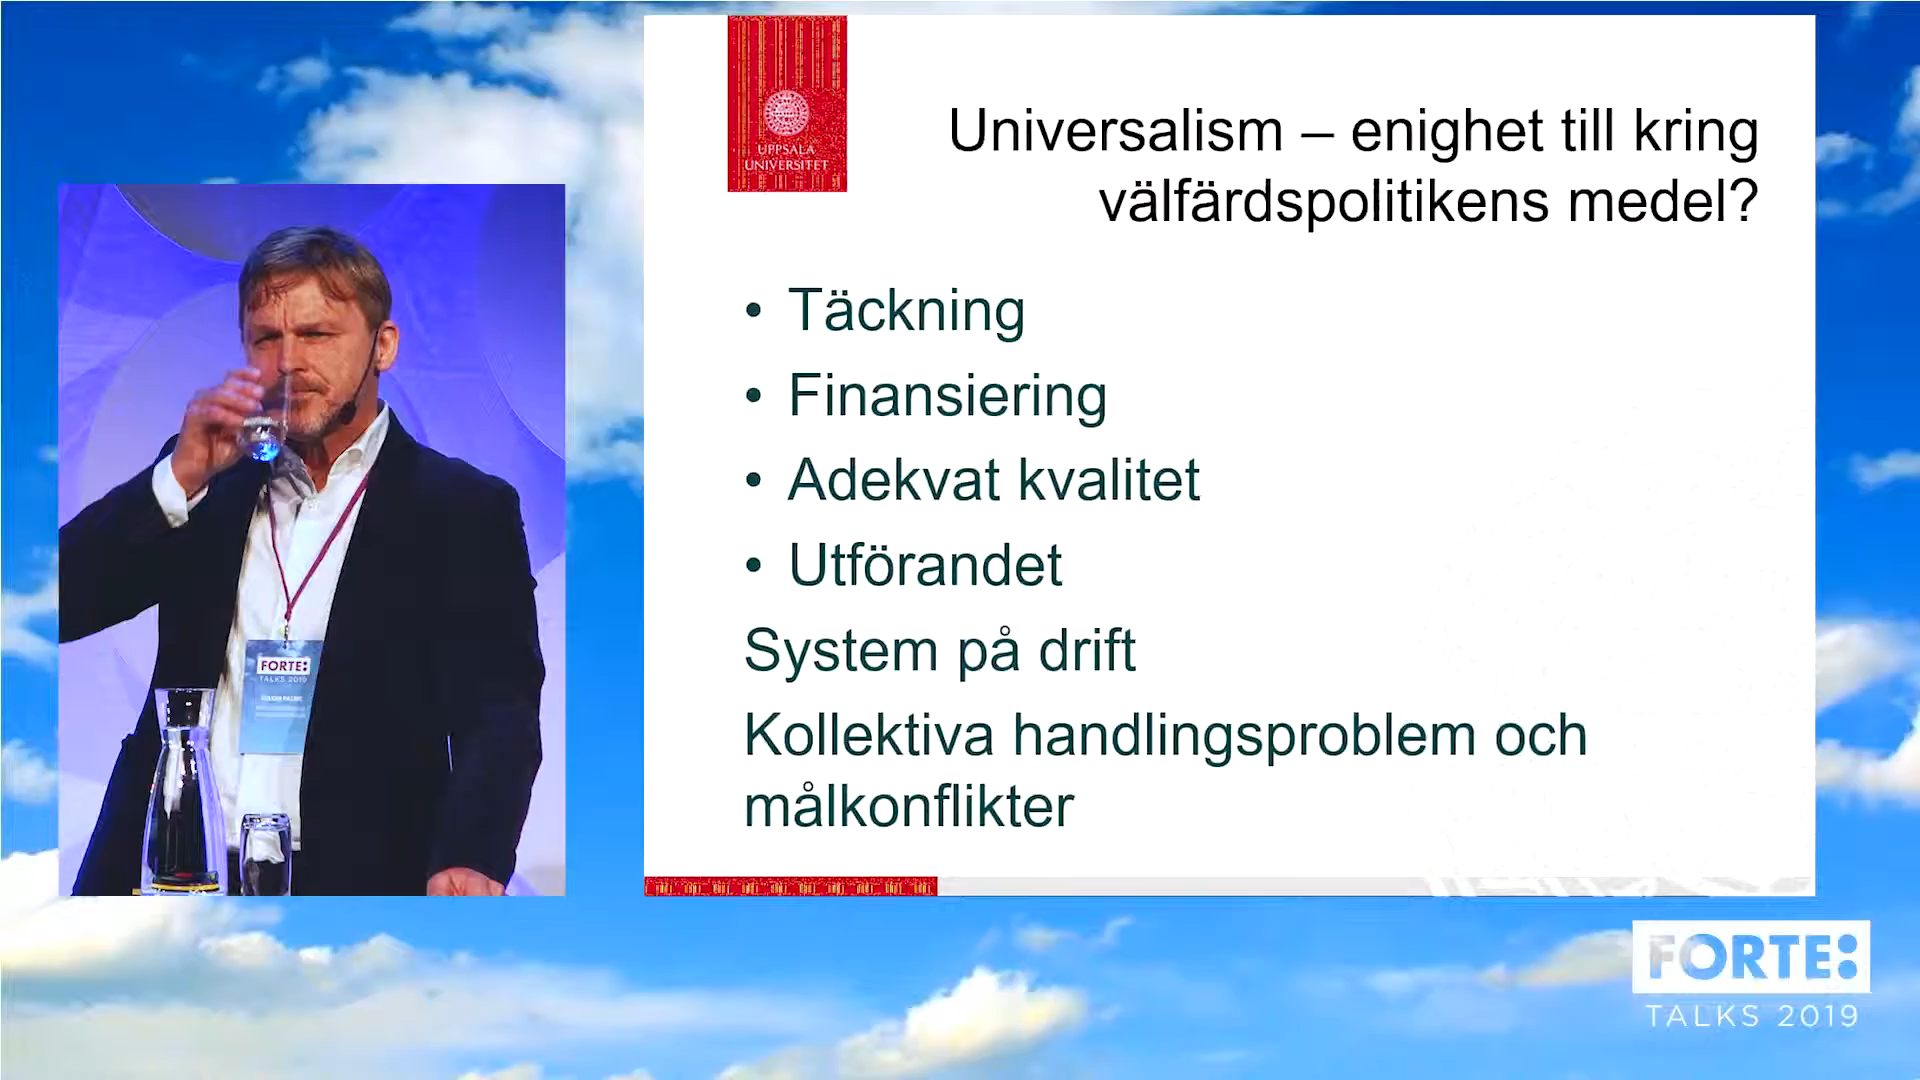 UPPSALA
UNIVERSITET
Universalism – enighet till kring
välfärdspolitikens medel?
• Täckning
• Finansiering
• Adekvat kvalitet
• Utförandet
System på drift
Kollektiva handlingsproblem och
målkonflikter
FORTE:
TALKS 2019
FORTE:
TALKS 2019